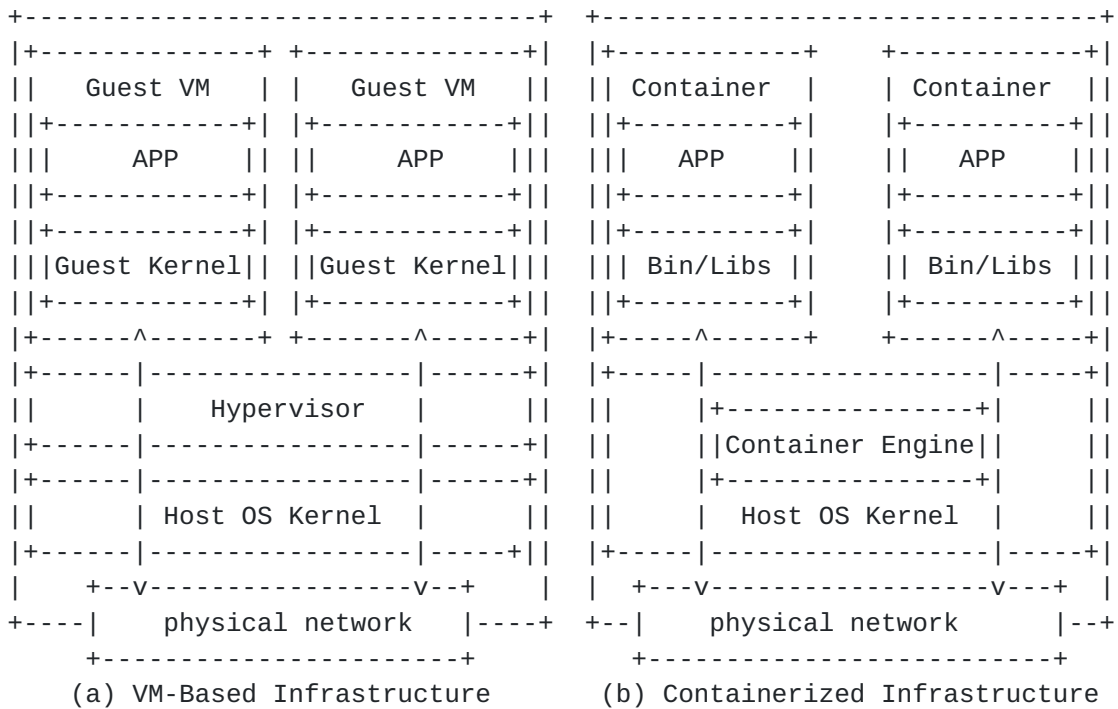 Guest VM Guest VM Container Container
APP APP APP APP
Guest Kernel Guest Kernel Bin/Libs Bin/Libs
Hypervisor
Container Engine
Host OS Kernel Host OS Kernel
physical network physical network
(a) VM-Based Infrastructure (b) Containerized Infrastructure